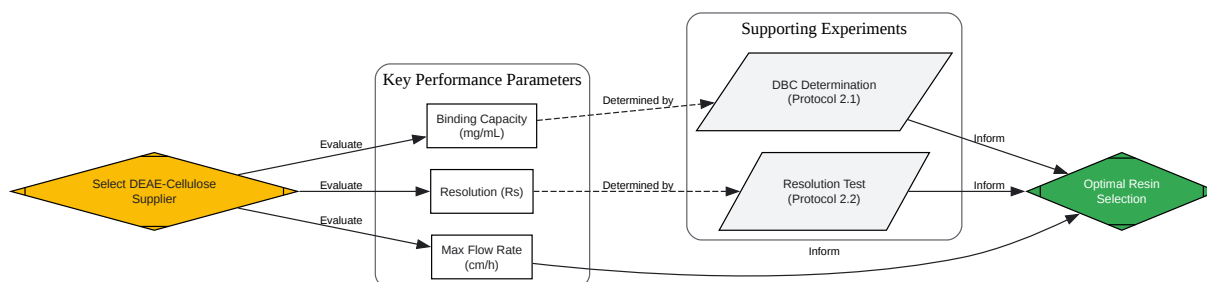 Select DEAE-Cellulose
Supplier
Evaluate
Evaluate
Evaluate
Key Performance Parameters
Binding Capacity
(mg/mL)
Resolution (Rs)
Max Flow Rate
(cm/h)
Determined by
Determined by
Supporting Experiments
DBC Determination
(Protocol 2.1)
Resolution Test
(Protocol 2.2)
Inform
Inform
Inform
Optimal Resin
Selection